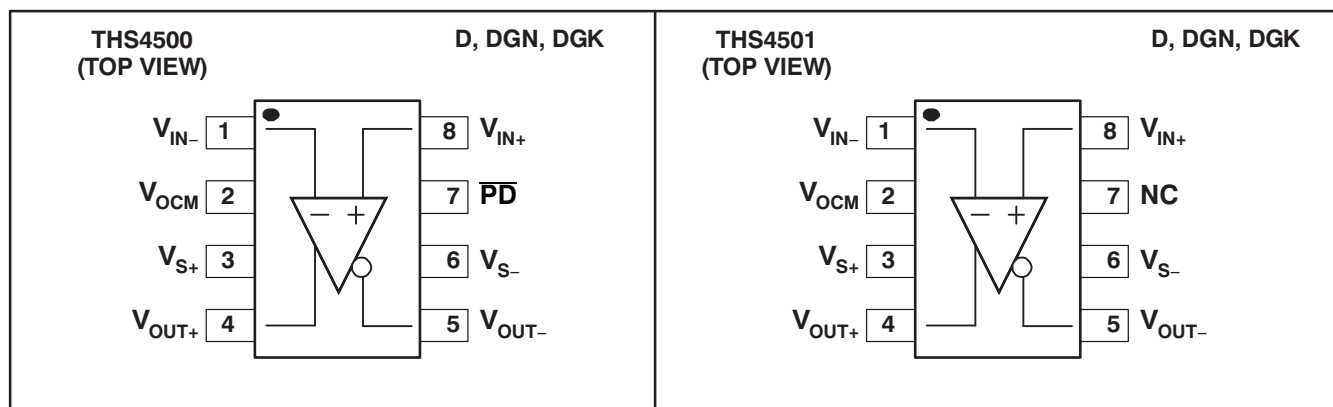 THS4500
(TOP VIEW)
D, DGN, DGK
V_IN− 1
8 V_IN+
V_OCM 2
7 P̅D̅
V_S+ 3
6 V_S−
V_OUT+ 4
5 V_OUT−
− +
THS4501
(TOP VIEW)
D, DGN, DGK
V_IN− 1
8 V_IN+
V_OCM 2
7 NC
V_S+ 3
6 V_S−
V_OUT+ 4
5 V_OUT−
− +